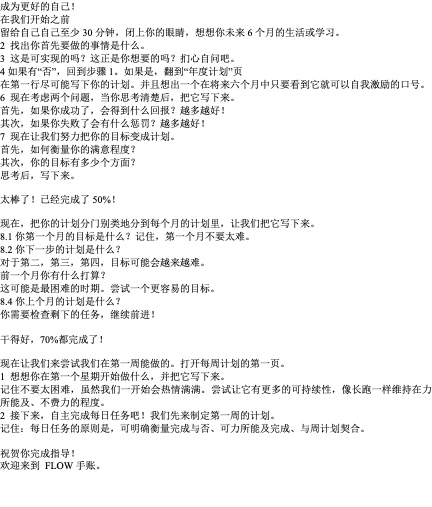 成为更好的自己！
在我们开始之前
留给自己自己至少 30 分钟，闭上你的眼睛，想想你未来 6 个月的生活或学习。
2 找出你首先要做的事情是什么。
3 这是可实现的吗？这正是你想要的吗？扪心自问吧。
4 如果有“否”，回到步骤 1。如果是，翻到“年度计划”页
在第一行尽可能写下你的计划。并且想出一个在将来六个月中只要看到它就可以自我激励的口号。
6 现在考虑两个问题，当你思考清楚后，把它写下来。
首先，如果你成功了，会得到什么回报？越多越好！
其次，如果你失败了会有什么惩罚？越多越好！
7 现在让我们努力把你的目标变成计划。
首先，如何衡量你的满意程度？
其次，你的目标有多少个方面？
思考后，写下来。
太棒了！已经完成了 50%！
现在，把你的计划分门别类地分到每个月的计划里，让我们把它写下来。
8.1 你第一个月的目标是什么？记住，第一个月不要太难。
8.2 你下一步的计划是什么？
对于第二，第三，第四，目标可能会越来越难。
前一个月你有什么打算？
这可能是最困难的时期。尝试一个更容易的目标。
8.4 你上个月的计划是什么？
你需要检查剩下的任务，继续前进！
干得好，70%都完成了！
现在让我们来尝试我们在第一周能做的。打开每周计划的第一页。
1 想想你在第一个星期开始做什么，并把它写下来。
记住不要太困难，虽然我们一开始会热情满满。尝试让它有更多的可持续性，像长跑一样维持在力
所能及、不费力的程度。
2 接下来，自主完成每日任务吧！我们先来制定第一周的计划。
记住：每日任务的原则是，可明确衡量完成与否、可力所能及完成、与周计划契合。
祝贺你完成指导！
欢迎来到 FLOW 手账。